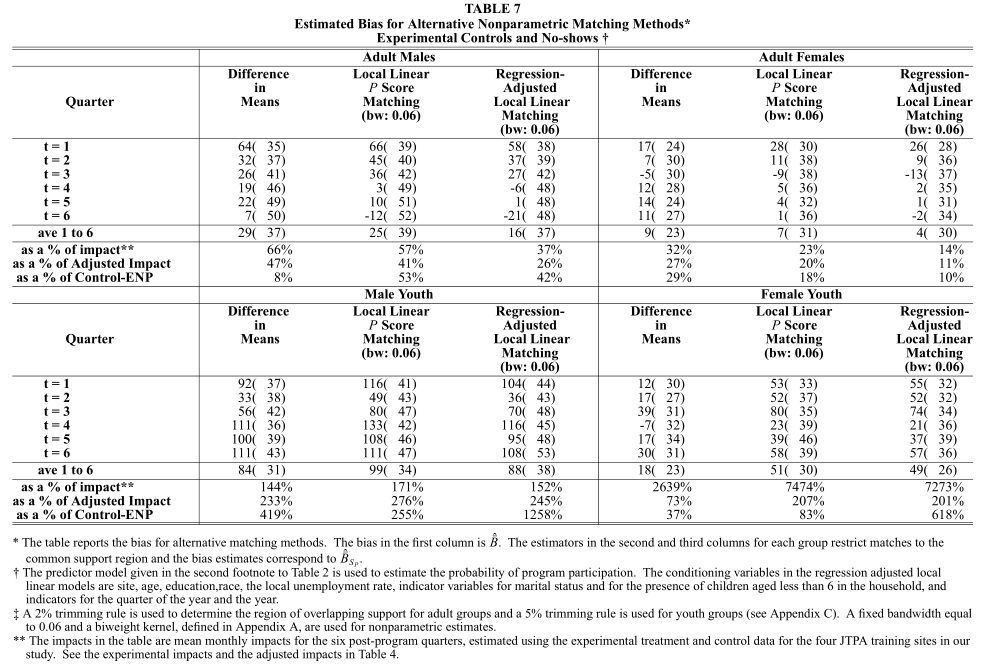 TABLE 7
Estimated Bias for Alternative Nonparametric Matching Methods*
Experimental Controls and No-shows †
Adult Males Adult Females
Difference Local Linear Regression- Difference Local Linear Regression-
in P Score Adjusted in P Score Adjusted
Quarter Means Matching Local Linear Means Matching Local Linear
(bw: 0.06) Matching (bw: 0.06) Matching
(bw: 0.06) (bw: 0.06)
t = 1 64( 35) 66( 39) 58( 38) 17( 24) 28( 30) 26( 28)
t = 2 32( 37) 45( 40) 37( 39) 7( 30) 11( 38) 9( 36)
t = 3 26( 41) 36( 42) 27( 42) -5( 30) -9( 38) -13( 37)
t = 4 19( 46) 3( 49) -6( 48) 12( 28) 5( 36) 2( 35)
t = 5 22( 49) 10( 51) 1( 48) 14( 24) 4( 32) 1( 31)
t = 6 7( 50) -12( 52) -21( 48) 11( 27) 1( 36) -2( 34)
ave 1 to 6 29( 37) 25( 39) 16( 37) 9( 23) 7( 31) 4( 30)
as a % of impact** 66% 57% 37% 32% 23% 14%
as a % of Adjusted Impact 47% 41% 26% 27% 20% 11%
as a % of Control-ENP 8% 53% 42% 29% 18% 10%
Male Youth Female Youth
Difference Local Linear Regression- Difference Local Linear Regression-
in P Score Adjusted in P Score Adjusted
Quarter Means Matching Local Linear Means Matching Local Linear
(bw: 0.06) Matching (bw: 0.06) Matching
(bw: 0.06) (bw: 0.06)
t = 1 92( 37) 116( 41) 104( 44) 12( 30) 53( 33) 55( 32)
t = 2 33( 38) 49( 43) 36( 43) 17( 27) 52( 37) 52( 32)
t = 3 56( 42) 80( 47) 70( 48) 39( 31) 80( 35) 74( 34)
t = 4 111( 36) 133( 42) 116( 45) -7( 32) 23( 39) 21( 36)
t = 5 100( 39) 108( 46) 95( 48) 17( 34) 39( 46) 37( 39)
t = 6 111( 43) 111( 47) 108( 53) 30( 31) 58( 39) 57( 36)
ave 1 to 6 84( 31) 99( 34) 88( 38) 18( 23) 51( 30) 49( 26)
as a % of impact** 144% 171% 152% 2639% 7474% 7273%
as a % of Adjusted Impact 233% 276% 245% 73% 207% 201%
as a % of Control-ENP 419% 255% 1258% 37% 83% 618%
* The table reports the bias for alternative matching methods. The bias in the first column is B̂. The estimators in the second and third columns for each group restrict matches to the
common support region and the bias estimates correspond to B̂_{S_P}.
† The predictor model given in the second footnote to Table 2 is used to estimate the probability of program participation. The conditioning variables in the regression adjusted local
linear models are site, age, education,race, the local unemployment rate, indicator variables for marital status and for the presence of children aged less than 6 in the household, and
indicators for the quarter of the year and the year.
‡ A 2% trimming rule is used to determine the region of overlapping support for adult groups and a 5% trimming rule is used for youth groups (see Appendix C). A fixed bandwidth equal
to 0.06 and a biweight kernel, defined in Appendix A, are used for nonparametric estimates.
** The impacts in the table are mean monthly impacts for the six post-program quarters, estimated using the experimental treatment and control data for the four JTPA training sites in our
study. See the experimental impacts and the adjusted impacts in Table 4.